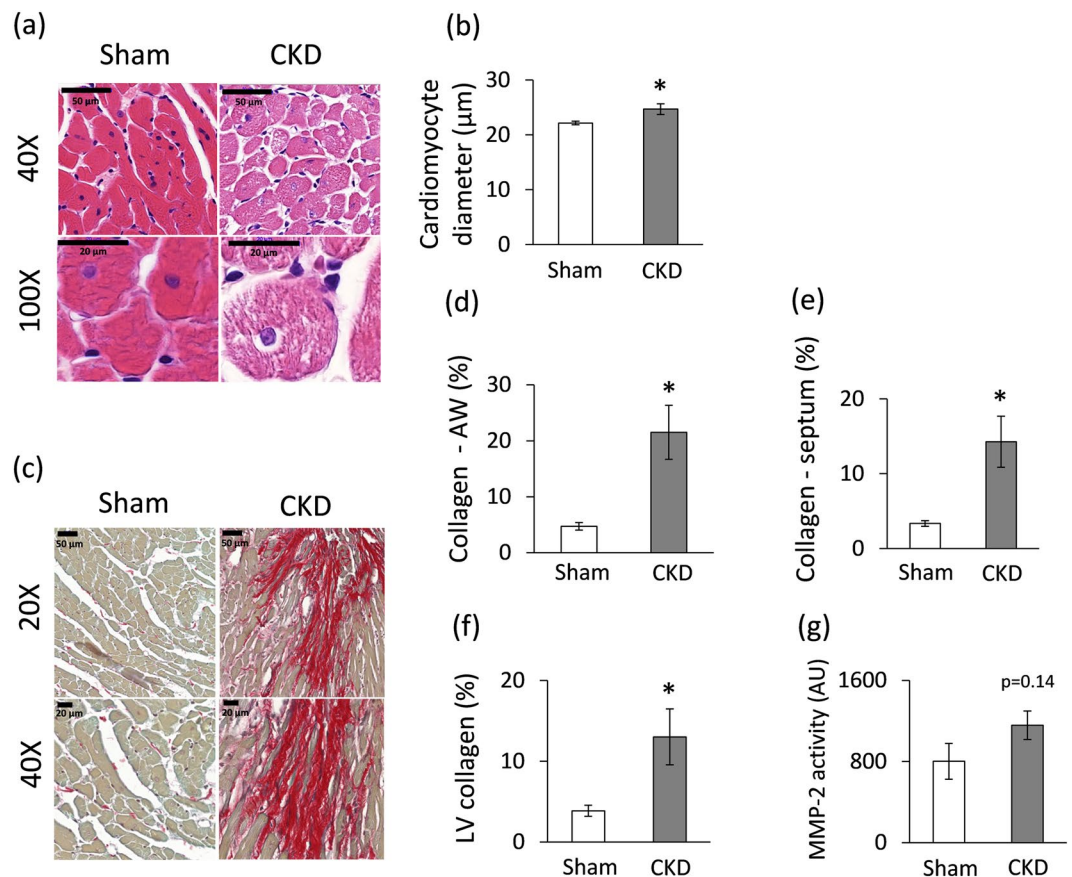 (a)
Sham CKD
40X
50 µm 50 µm
100X
20 µm 20 µm
(b)
Cardiomyocyte
diameter (µm)
30
20
10
0
*
Sham CKD
(c)
Sham CKD
20X
50 µm 50 µm
40X
20 µm 20 µm
(d)
Collagen - AW (%)
30
20
10
0
*
Sham CKD
(e)
Collagen - septum (%)
20
10
0
*
Sham CKD
(f)
LV collagen (%)
20
10
0
*
Sham CKD
(g)
MMP-2 activity (AU)
1600
800
0
p=0.14
Sham CKD